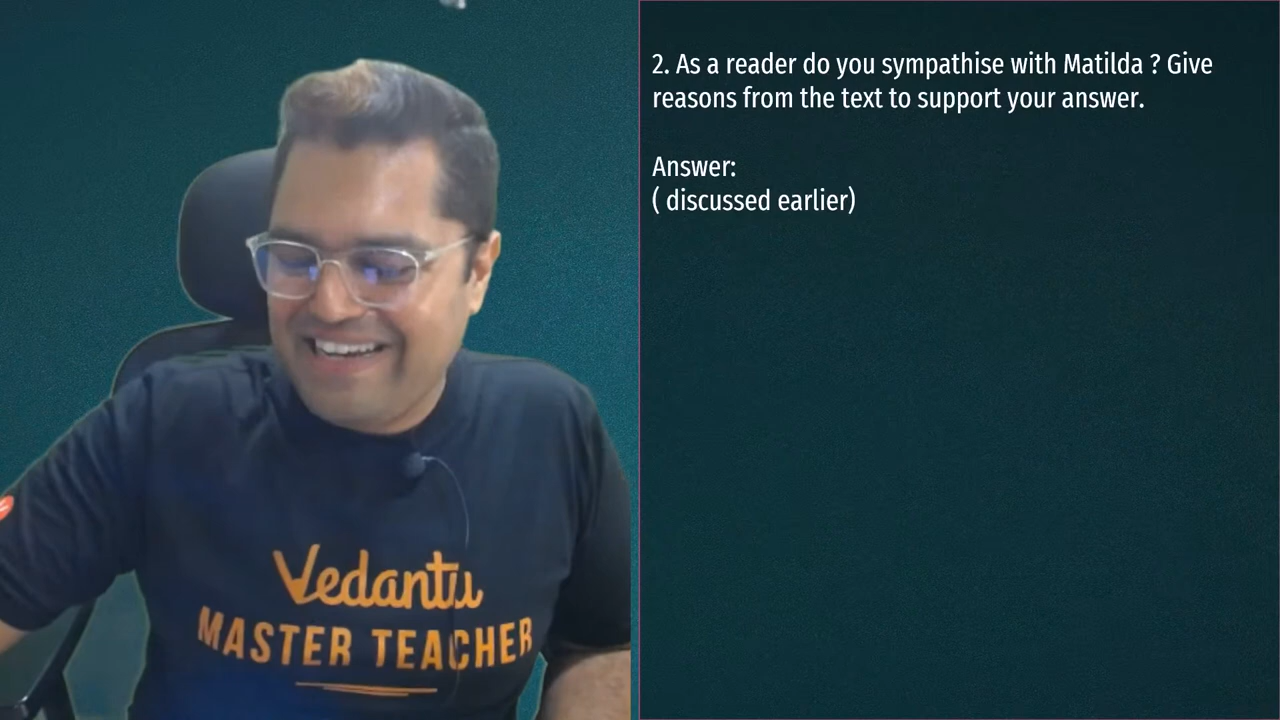 2. As a reader do you sympathise with Matilda ? Give
reasons from the text to support your answer.
Answer:
( discussed earlier)
Vedantu
MASTER TEACHER